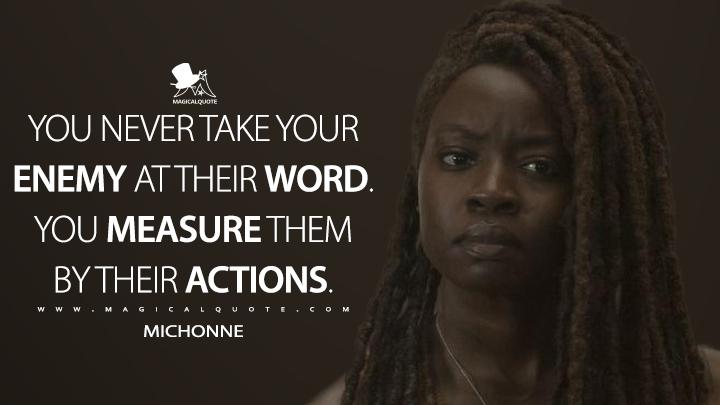 MAGICALQUOTE
YOU NEVER TAKE YOUR
ENEMY AT THEIR WORD.
YOU MEASURE THEM
BY THEIR ACTIONS.
WWW.MAGICALQUOTE.COM
MICHONNE